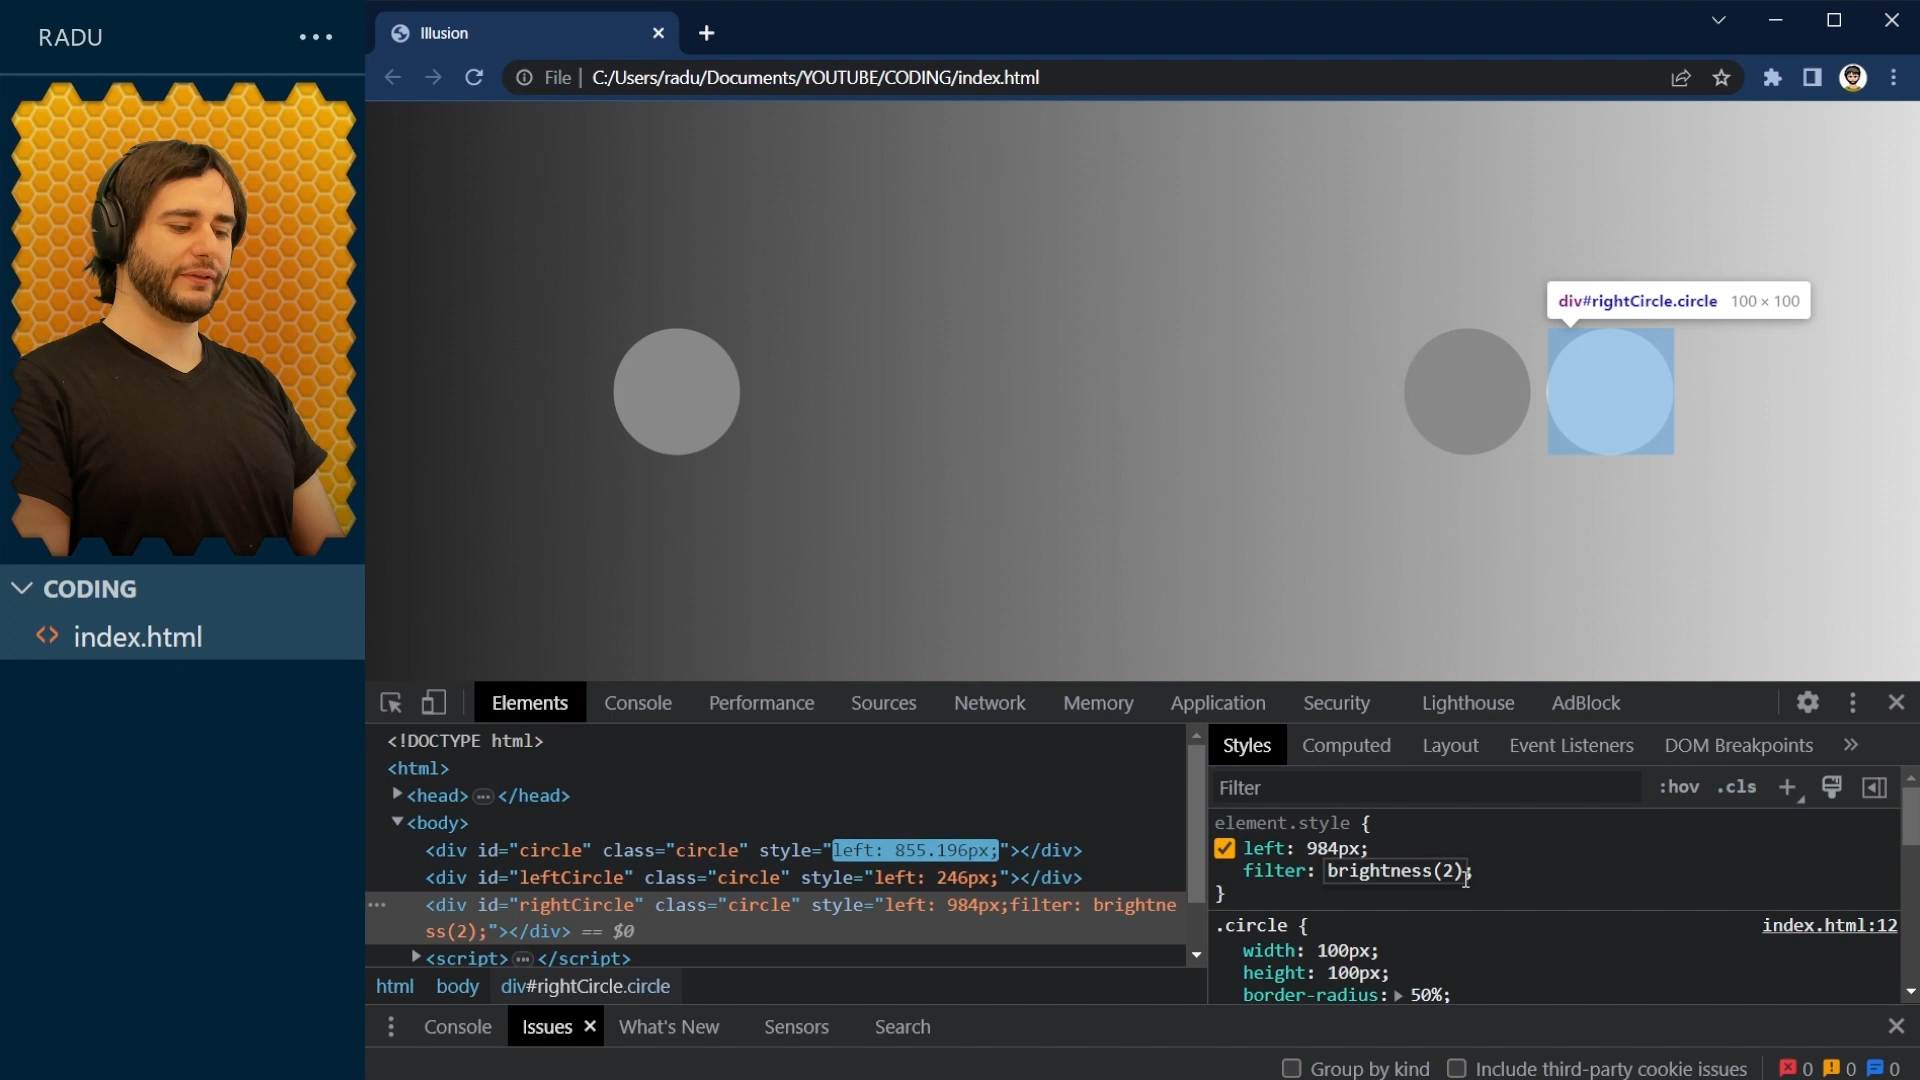 RADU
Illusion
File | C:/Users/radu/Documents/YOUTUBE/CODING/index.html
div#rightCircle.circle 100 × 100
CODING
index.html
Elements Console Performance Sources Network Memory Application Security Lighthouse AdBlock
<!DOCTYPE html>
<html>
<head> ... </head>
<body>
<div id="circle" class="circle" style="left: 855.196px;"></div>
<div id="leftCircle" class="circle" style="left: 246px;"></div>
<div id="rightCircle" class="circle" style="left: 984px;filter: brightne
ss(2);"></div> == $0
<script> ... </script>
html body div#rightCircle.circle
Styles Computed Layout Event Listeners DOM Breakpoints
Filter :hov .cls
element.style {
left: 984px;
filter: brightness(2);
}
.circle { index.html:12
width: 100px;
height: 100px;
border-radius: 50%;
Console Issues What's New Sensors Search
Group by kind Include third-party cookie issues 0 0 0